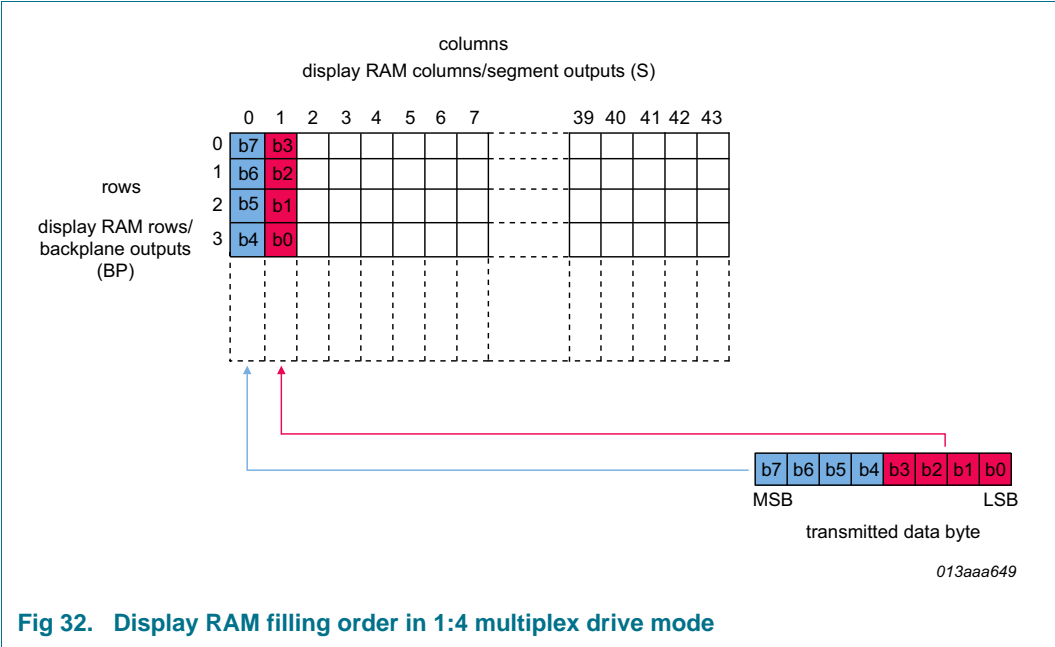 columns
display RAM columns/segment outputs (S)
0 1 2 3 4 5 6 7 39 40 41 42 43
0 b7 b3
1 b6 b2
rows
2 b5 b1
display RAM rows/
3 b4 b0
backplane outputs
(BP)
b7 b6 b5 b4 b3 b2 b1 b0
MSB LSB
transmitted data byte
013aaa649
Fig 32. Display RAM filling order in 1:4 multiplex drive mode